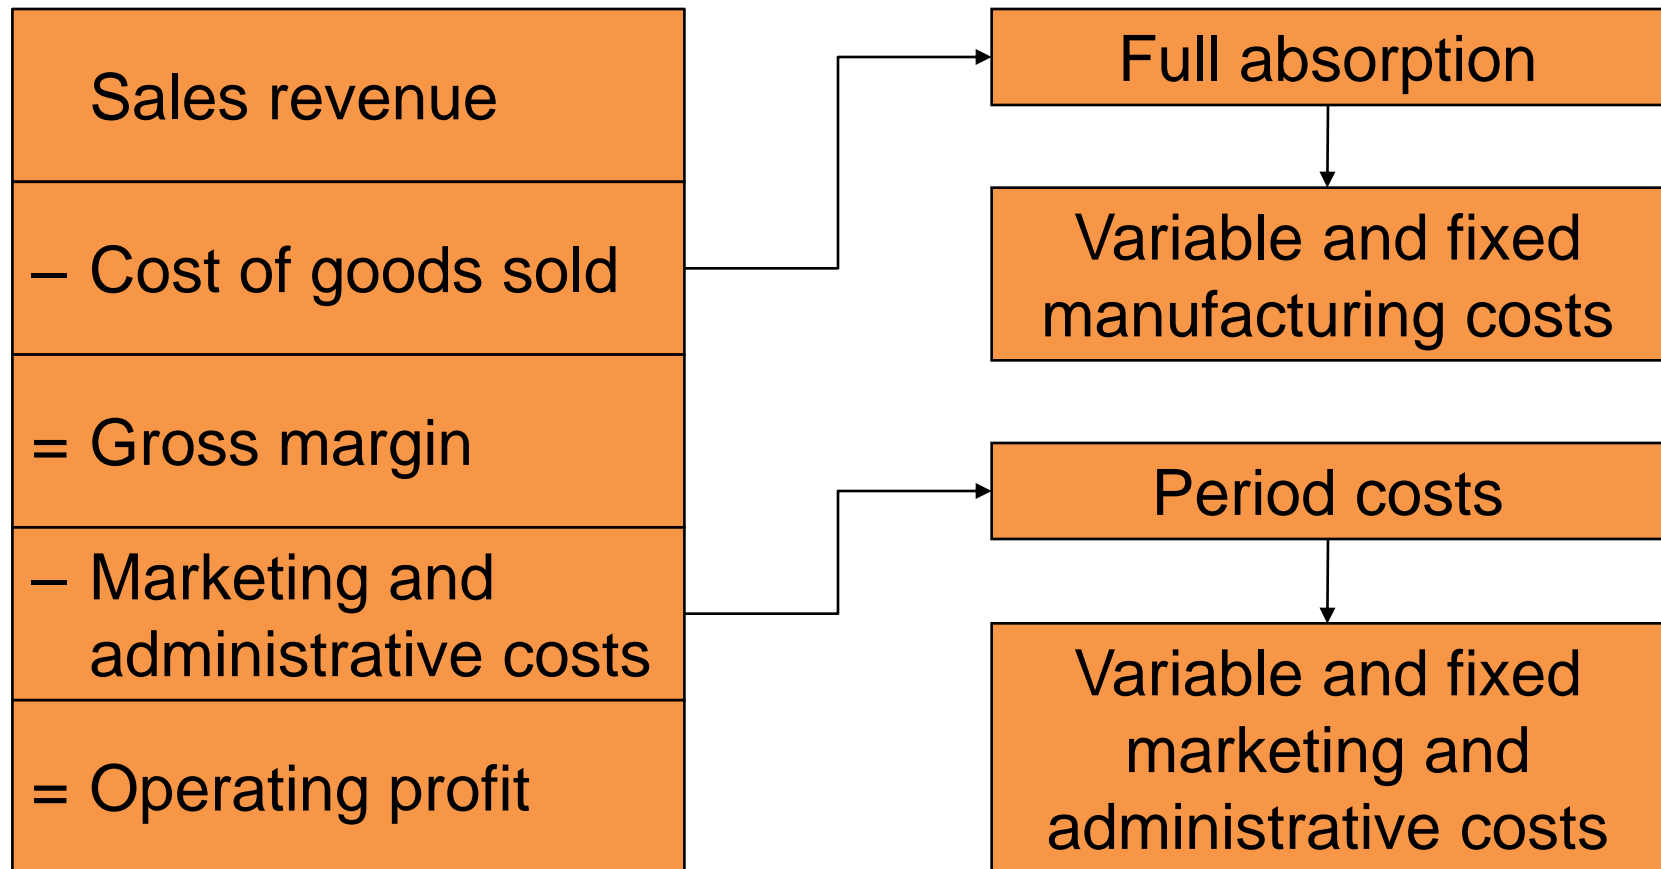 Sales revenue
– Cost of goods sold
= Gross margin
– Marketing and
administrative costs
= Operating profit
Full absorption
Variable and fixed
manufacturing costs
Period costs
Variable and fixed
marketing and
administrative costs